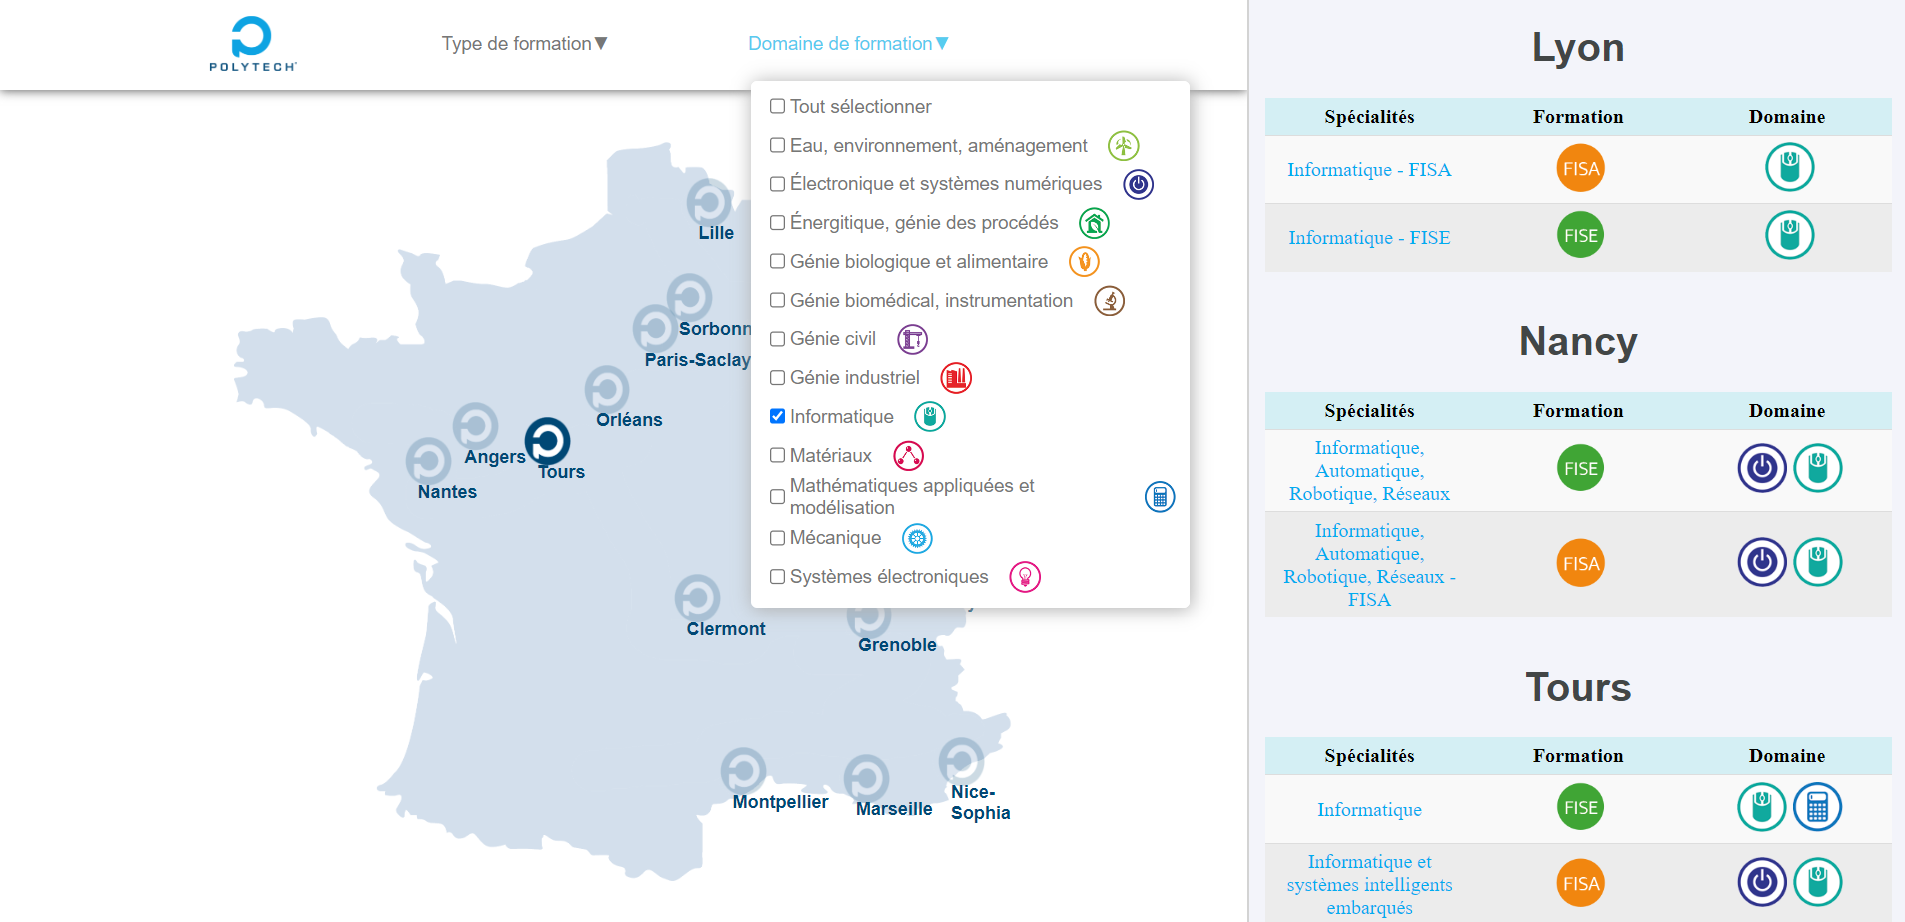 POLYTECH
Type de formation▼
Domaine de formation▼
Tout sélectionner
Eau, environnement, aménagement
Électronique et systèmes numériques
Énergitique, génie des procédés
Génie biologique et alimentaire
Génie biomédical, instrumentation
Génie civil
Génie industriel
Informatique
Matériaux
Mathématiques appliquées et
modélisation
Mécanique
Systèmes électroniques
Lille
Sorbonn
Paris-Saclay
Orléans
Angers
Tours
Nantes
Clermont
Grenoble
Montpellier
Marseille
Nice-
Sophia
Lyon
Spécialités Formation Domaine
Informatique - FISA FISA
Informatique - FISE FISE
Nancy
Spécialités Formation Domaine
Informatique,
Automatique,
Robotique, Réseaux
FISE
Informatique,
Automatique,
Robotique, Réseaux -
FISA
FISA
Tours
Spécialités Formation Domaine
Informatique FISE
Informatique et
systèmes intelligents
embarqués
FISA